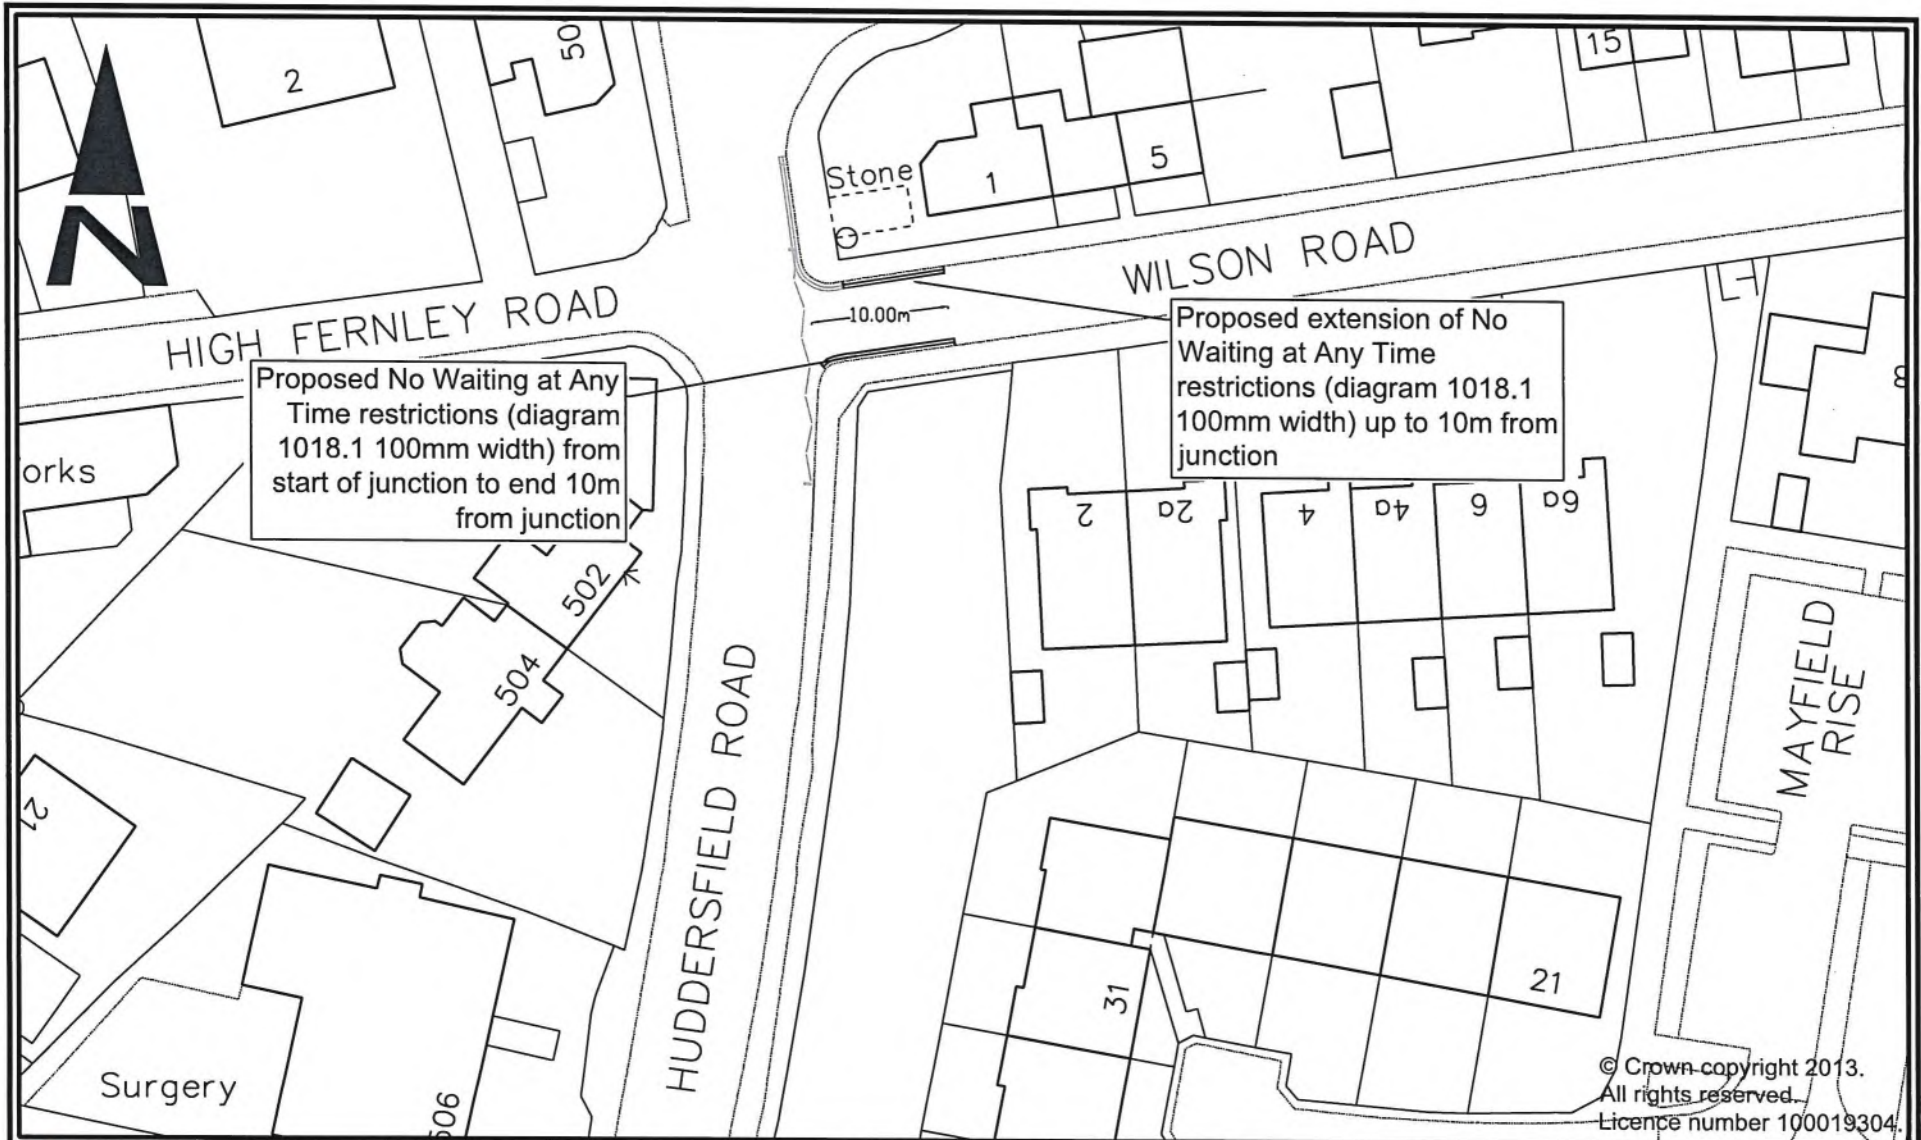 2
50
15
N
Stone
1
5
WILSON ROAD
HIGH FERNLEY ROAD
10.00m
Proposed extension of No
Waiting at Any Time
restrictions (diagram 1018.1
100mm width) up to 10m from
junction
Proposed No Waiting at Any
Time restrictions (diagram
1018.1 100mm width) from
start of junction to end 10m
from junction
8
orks
2
2a
4
4a
6
6a
502
504
HUDDERSFIELD ROAD
MAYFIELD
RISE
21
31
21
Surgery
506
© Crown copyright 2013.
All rights reserved.
Licence number 100019304.